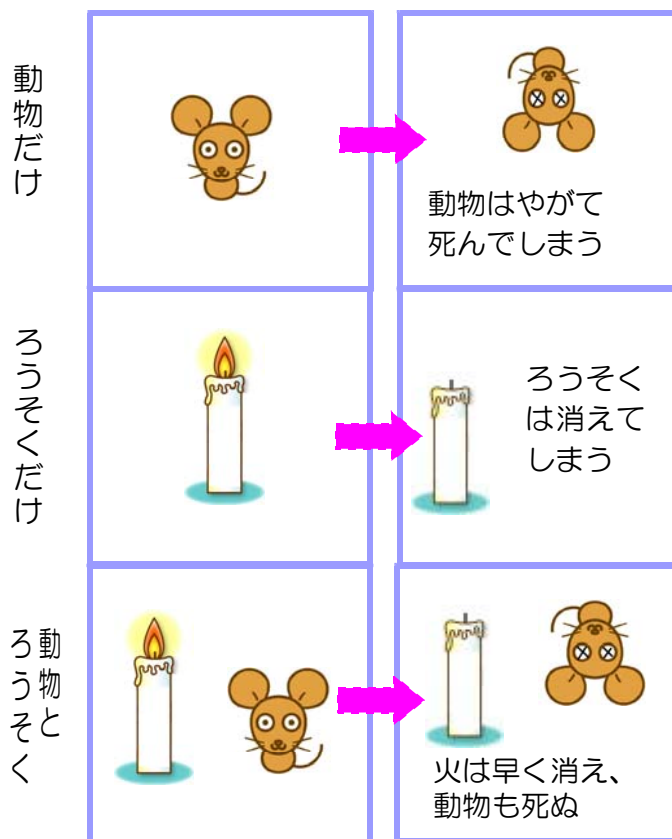 動物だけ
動物はやがて
死んでしまう
ろうそくだけ
ろうそく
は消えて
しまう
動物と
ろうそく
火は早く消え、
動物も死ぬ